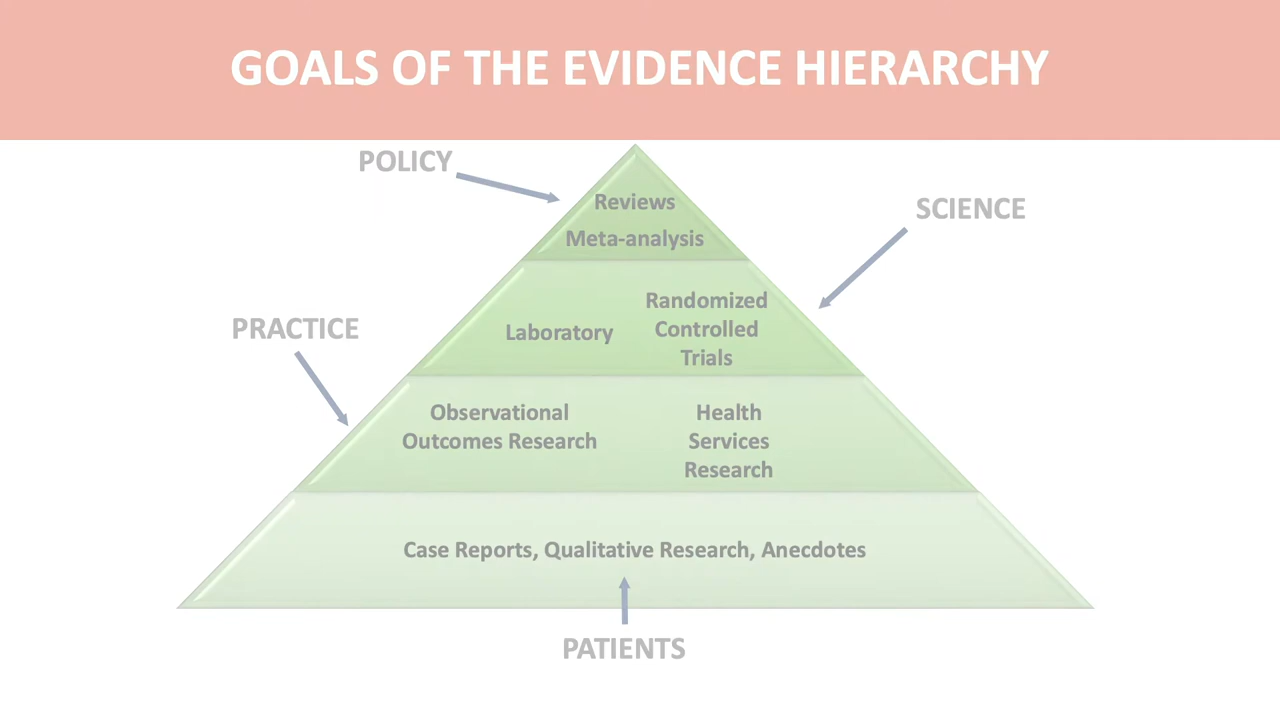 GOALS OF THE EVIDENCE HIERARCHY
POLICY
SCIENCE
Reviews
Meta-analysis
PRACTICE
Laboratory
Randomized
Controlled
Trials
Observational
Outcomes Research
Health
Services
Research
Case Reports, Qualitative Research, Anecdotes
PATIENTS